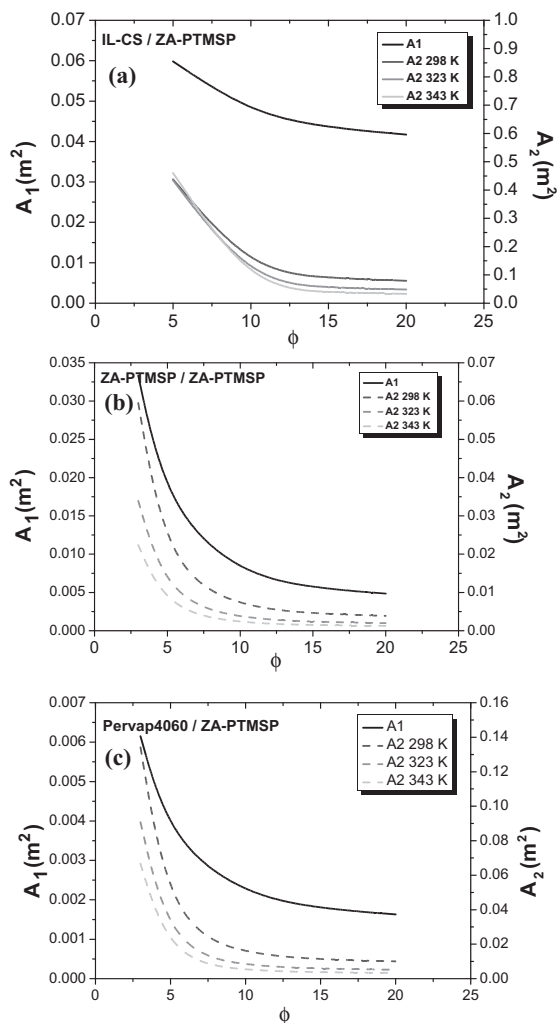 IL-CS / ZA-PTMSP
(a)
A1
A2 298 K
A2 323 K
A2 343 K
A₁(m²)
A₂(m²)
0.07
0.06
0.05
0.04
0.03
0.02
0.01
0.00
1.0
0.9
0.8
0.7
0.6
0.5
0.4
0.3
0.2
0.1
0.0
0 5 10 15 20 25
ϕ
ZA-PTMSP / ZA-PTMSP
(b)
A1
A2 298 K
A2 323 K
A2 343 K
A₁(m²)
A₂(m²)
0.035
0.030
0.025
0.020
0.015
0.010
0.005
0.000
0.07
0.06
0.05
0.04
0.03
0.02
0.01
0.00
0 5 10 15 20 25
ϕ
Pervap4060 / ZA-PTMSP
(c)
A1
A2 298 K
A2 323 K
A2 343 K
A₁(m²)
A₂(m²)
0.007
0.006
0.005
0.004
0.003
0.002
0.001
0.000
0.16
0.14
0.12
0.10
0.08
0.06
0.04
0.02
0.00
0 5 10 15 20 25
ϕ